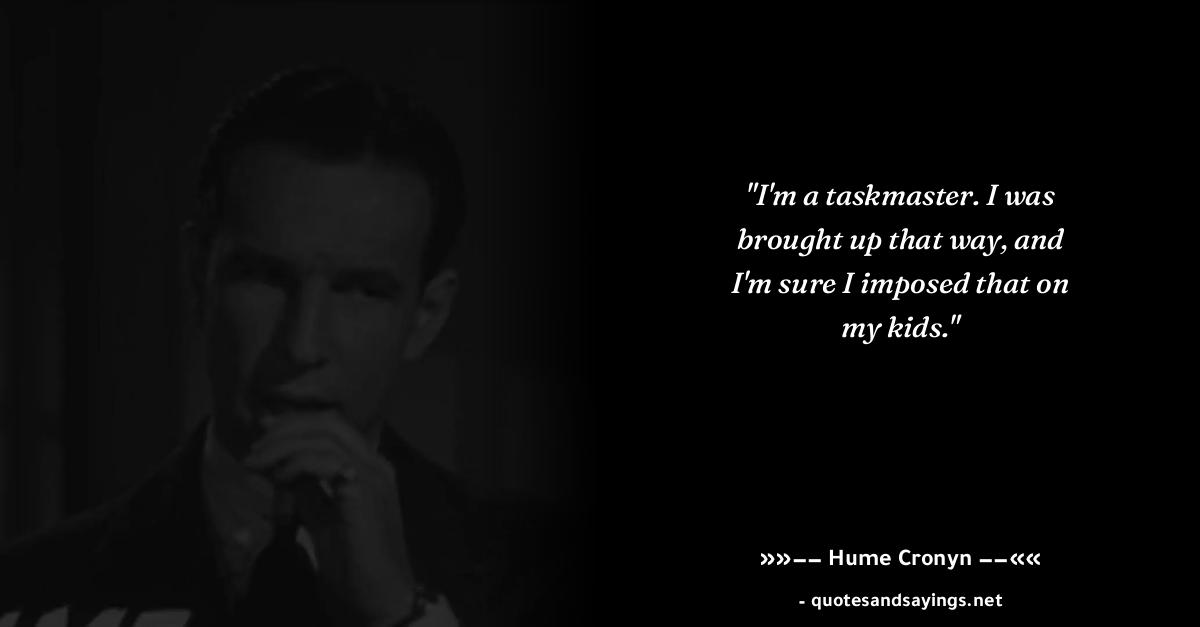 "I'm a taskmaster. I was
brought up that way, and
I'm sure I imposed that on
my kids."
»»−− Hume Cronyn −−««
- quotesandsayings.net